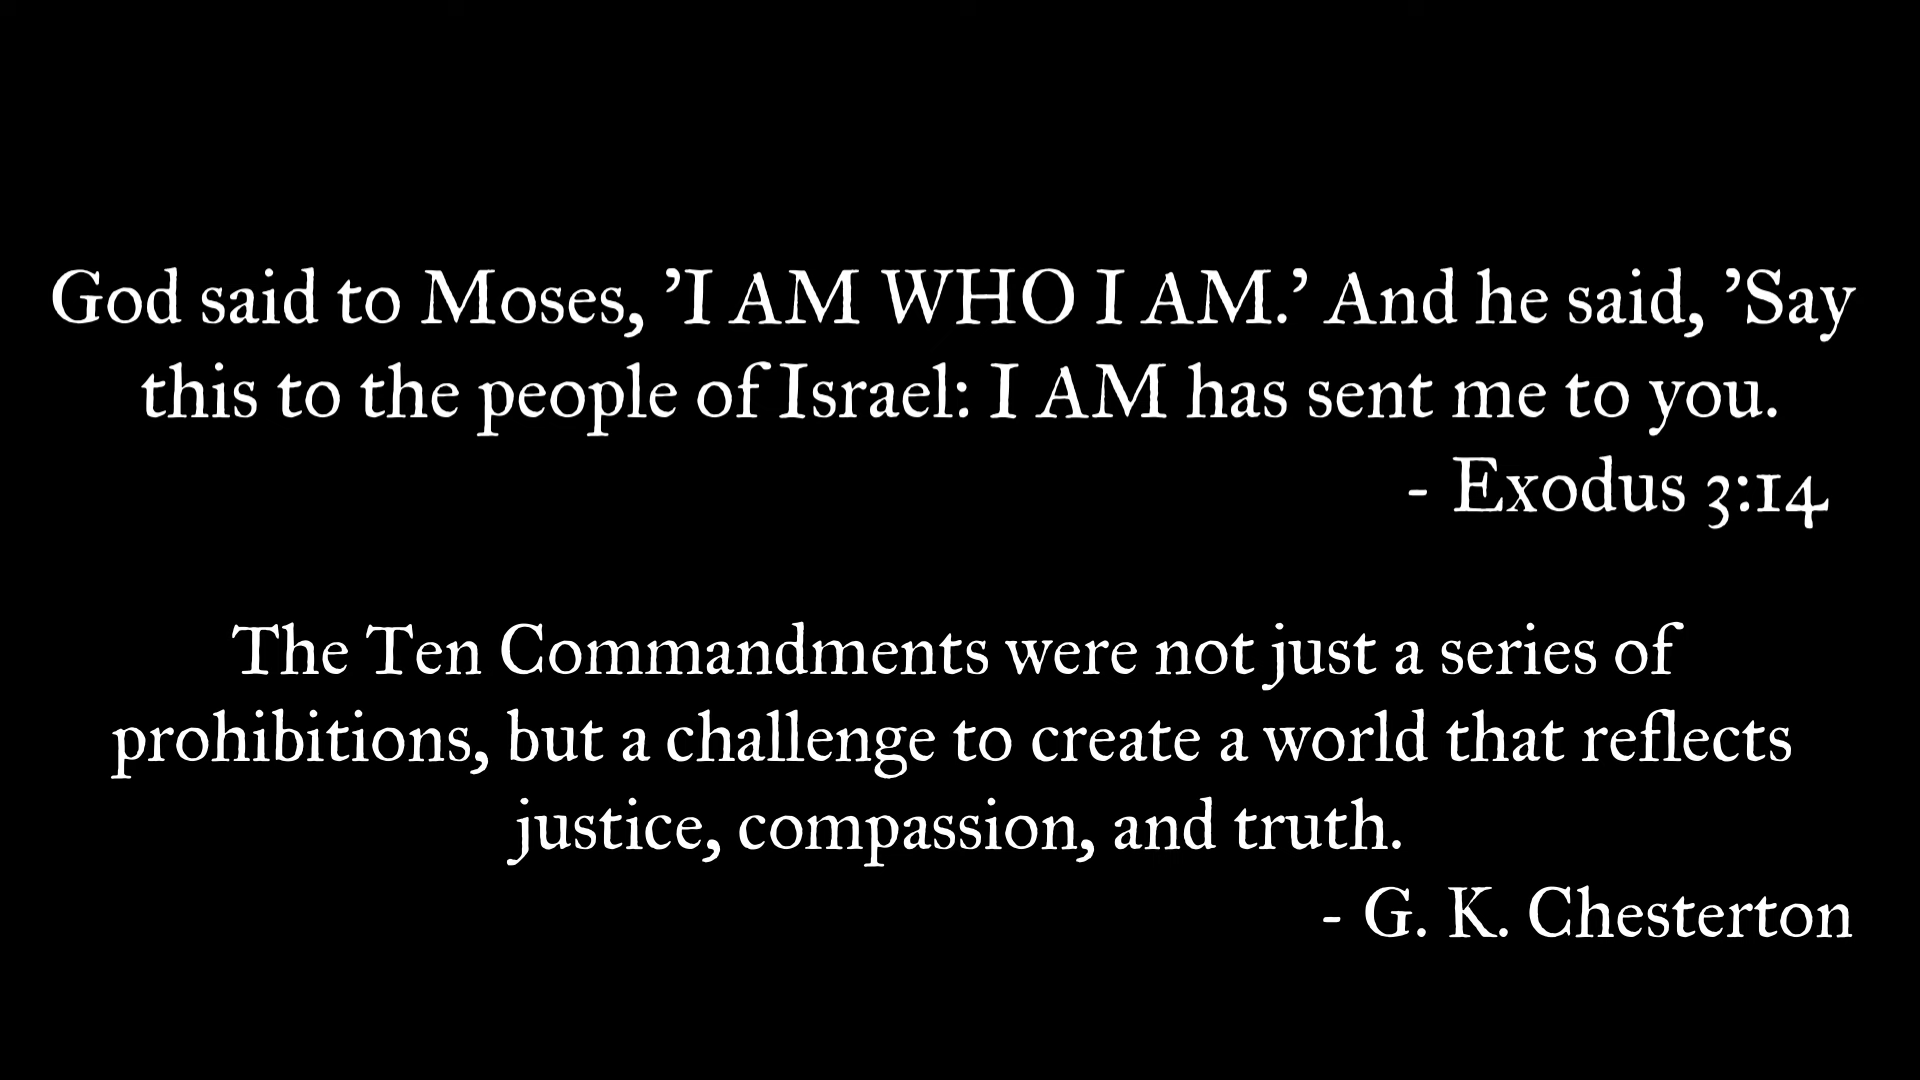 God said to Moses, ’I AM WHO I AM.’ And he said, ’Say
this to the people of Israel: I AM has sent me to you.
- Exodus 3:14
The Ten Commandments were not just a series of
prohibitions, but a challenge to create a world that reflects
justice, compassion, and truth.
- G. K. Chesterton